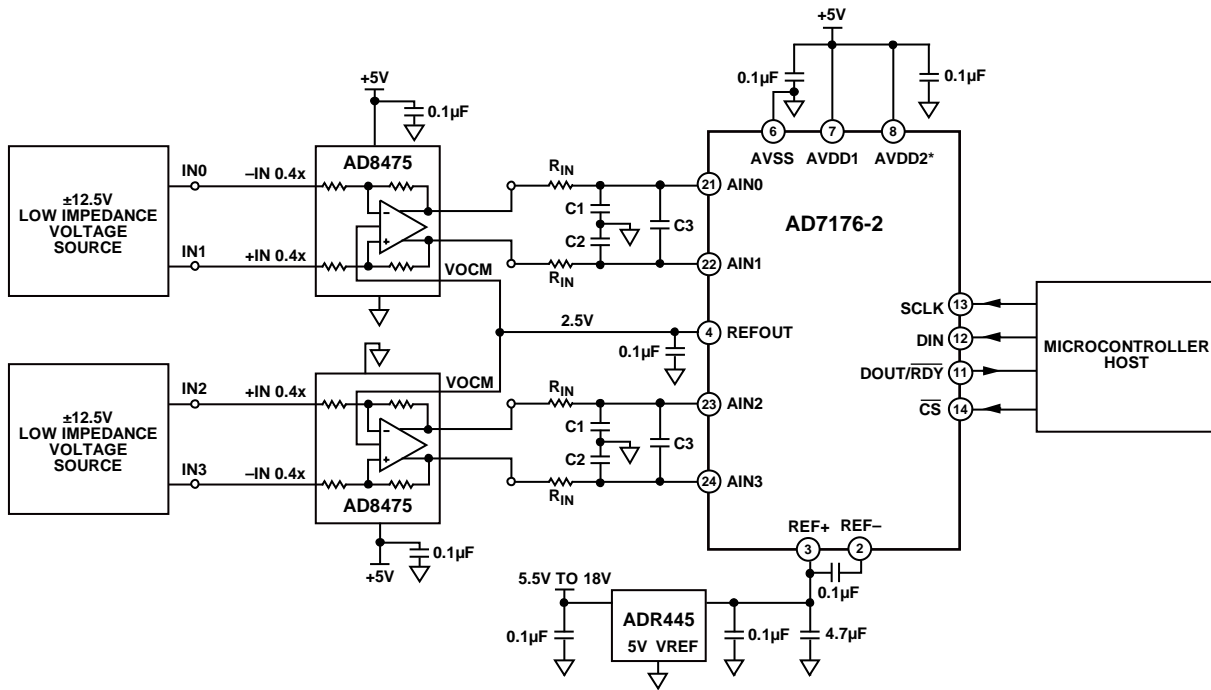 +5V
0.1µF
0.1µF
+5V
0.1µF
6
7
8
AVSS
AVDD1
AVDD2*
AD8475
IN0
–IN 0.4x
RIN
21
AIN0
±12.5V
LOW IMPEDANCE
VOLTAGE
SOURCE
C1
C2
C3
AD7176-2
IN1
+IN 0.4x
VOCM
RIN
22
AIN1
2.5V
4
REFOUT
0.1µF
SCLK
13
DIN
12
DOUT/RDY
11
CS
14
MICROCONTROLLER
HOST
VOCM
IN2
+IN 0.4x
RIN
23
AIN2
±12.5V
LOW IMPEDANCE
VOLTAGE
SOURCE
C1
C2
C3
IN3
–IN 0.4x
RIN
24
AIN3
AD8475
REF+
REF–
3
2
0.1µF
+5V
5.5V TO 18V
0.1µF
0.1µF
ADR445
5V VREF
0.1µF
4.7µF